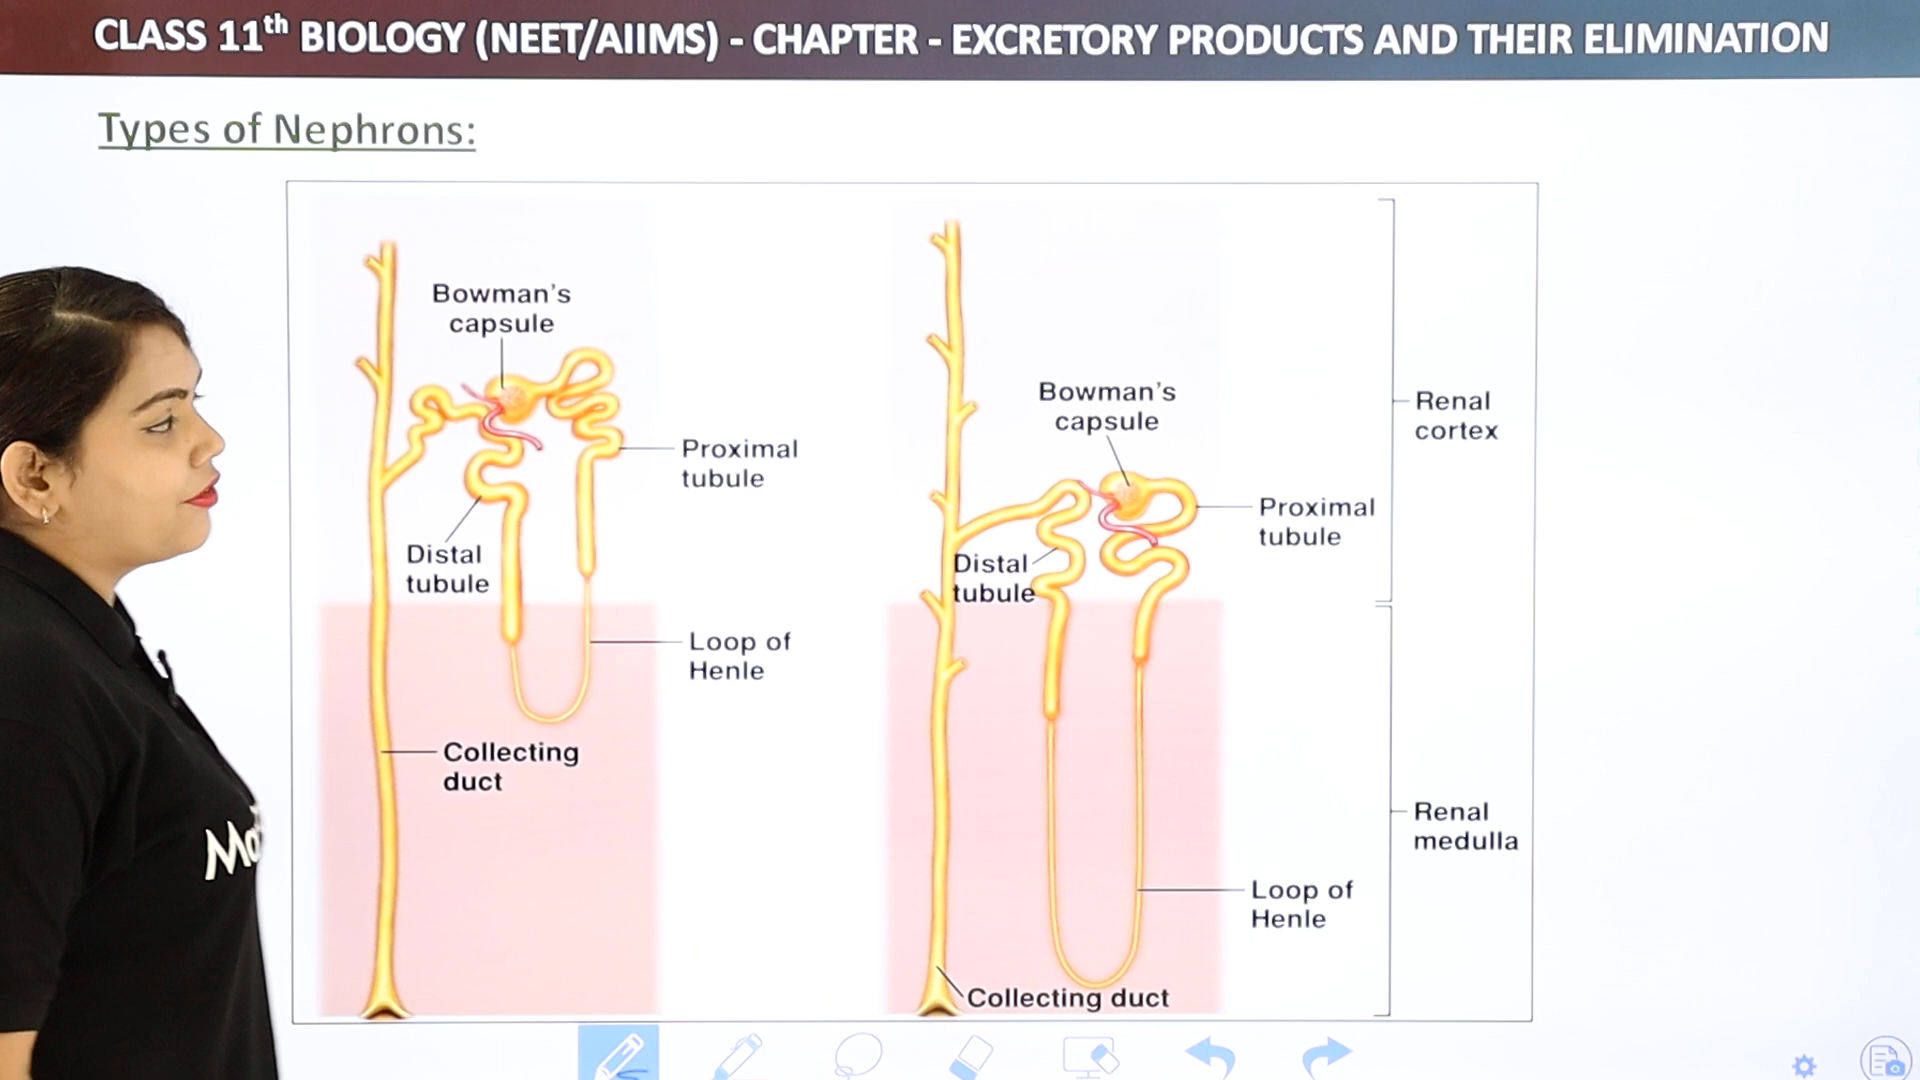 CLASS 11th BIOLOGY (NEET/AIIMS) - CHAPTER - EXCRETORY PRODUCTS AND THEIR ELIMINATION
Types of Nephrons:
Bowman's
capsule
Proximal
tubule
Distal
tubule
Loop of
Henle
Collecting
duct
Bowman's
capsule
Proximal
tubule
Distal
tubule
Loop of
Henle
Collecting duct
Renal
cortex
Renal
medulla